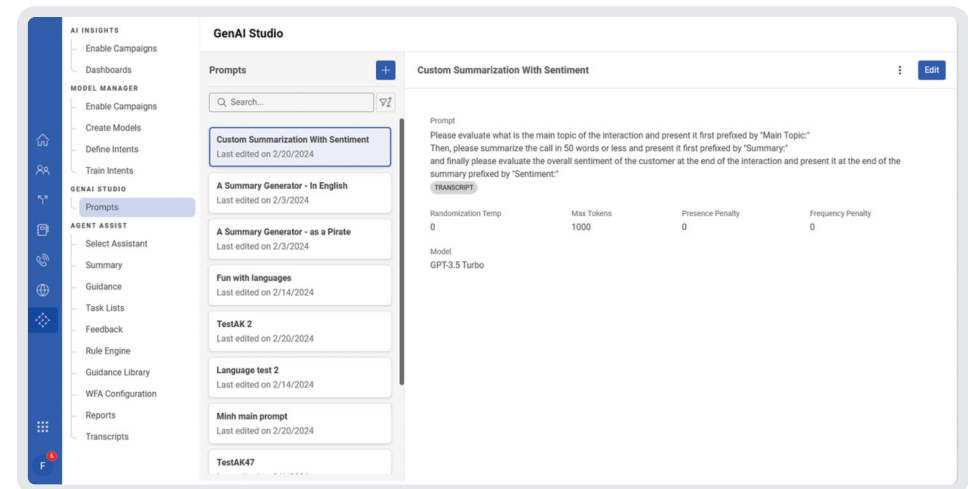 AI INSIGHTS
Enable Campaigns
Dashboards
MODEL MANAGER
Enable Campaigns
Create Models
Define Intents
Train Intents
GENAI STUDIO
Prompts
AGENT ASSIST
Select Assistant
Summary
Guidance
Task Lists
Feedback
Rule Engine
Guidance Library
WFA Configuration
Reports
Transcripts
F
GenAI Studio
Prompts
Search...
Custom Summarization With Sentiment
Last edited on 2/20/2024
A Summary Generator - In English
Last edited on 2/3/2024
A Summary Generator - as a Pirate
Last edited on 2/3/2024
Fun with languages
Last edited on 2/14/2024
TestAK 2
Last edited on 2/20/2024
Language test 2
Last edited on 2/14/2024
Minh main prompt
Last edited on 2/20/2024
TestAK47
Custom Summarization With Sentiment
Edit
Prompt
Please evaluate what is the main topic of the interaction and present it first prefixed by "Main Topic:"
Then, please summarize the call in 50 words or less and present it first prefixed by "Summary:"
and finally please evaluate the overall sentiment of the customer at the end of the interaction and present it at the end of the
summary prefixed by "Sentiment:"
TRANSCRIPT
Randomization Temp Max Tokens Presence Penalty Frequency Penalty
0 1000 0 0
Model
GPT-3.5 Turbo